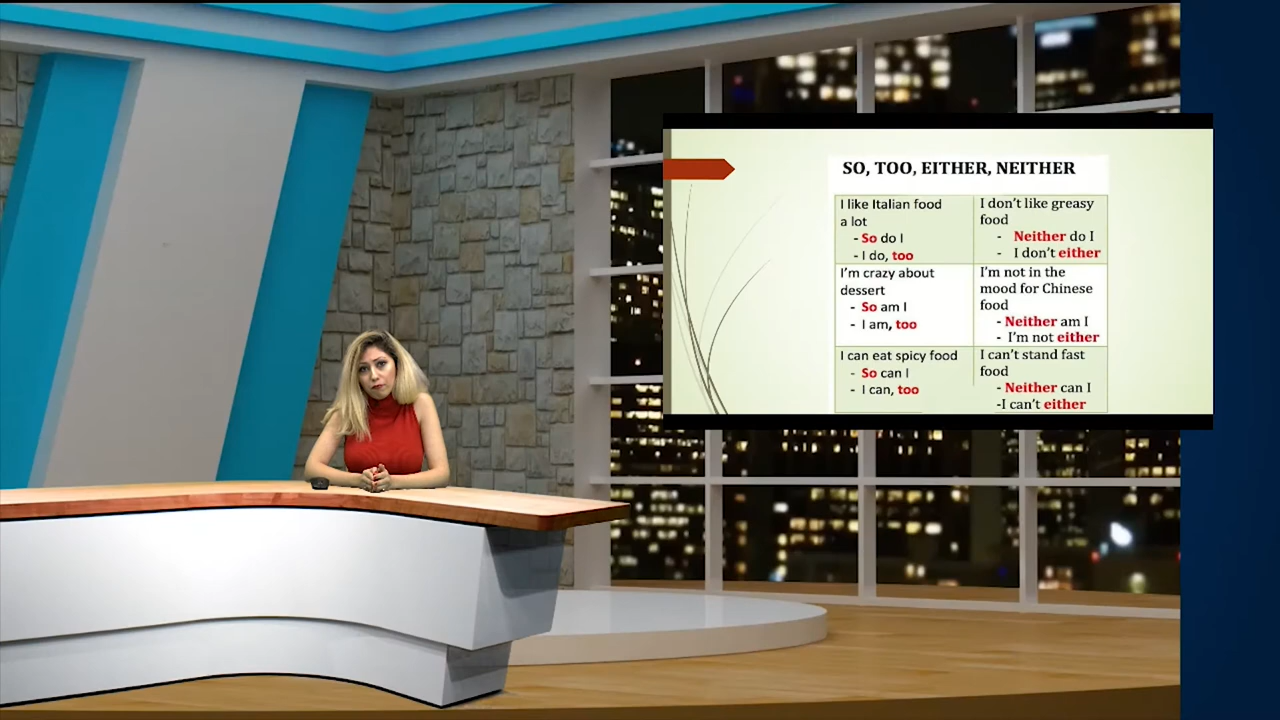 SO, TOO, EITHER, NEITHER
I like Italian food
a lot
- So do I
- I do, too
I don't like greasy
food
- Neither do I
- I don't either
I'm crazy about
dessert
- So am I
- I am, too
I'm not in the
mood for Chinese
food
- Neither am I
- I'm not either
I can eat spicy food
- So can I
- I can, too
I can't stand fast
food
- Neither can I
-I can't either